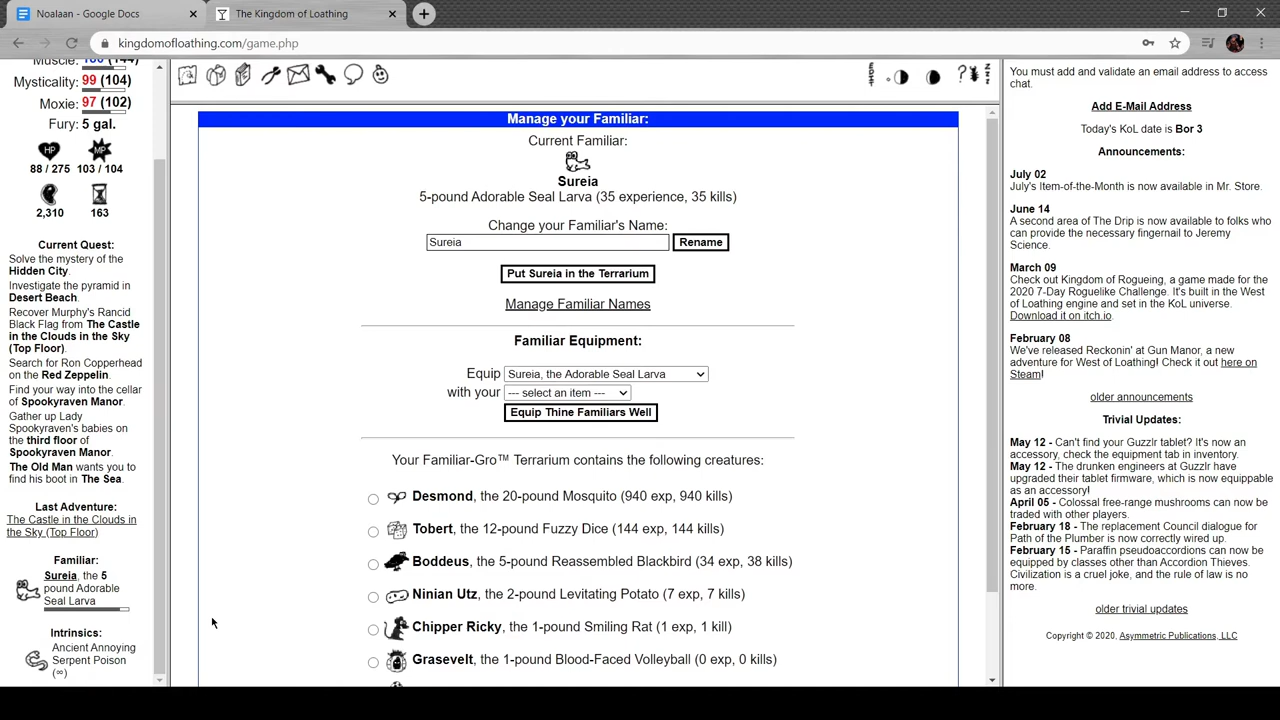 Noalaan - Google Docs
The Kingdom of Loathing
kingdomofloathing.com/game.php
Mysticality: 99 (104)
Moxie: 97 (102)
Fury: 5 gal.
HP
MP
88 / 275
103 / 104
2,310
163
Current Quest:
Solve the mystery of the
Hidden City.
Investigate the pyramid in
Desert Beach.
Recover Murphy's Rancid
Black Flag from The Castle
in the Clouds in the Sky
(Top Floor).
Search for Ron Copperhead
on the Red Zeppelin.
Find your way into the cellar
of Spookyraven Manor.
Gather up Lady
Spookyraven's babies on
the third floor of
Spookyraven Manor.
The Old Man wants you to
find his boot in The Sea.
Last Adventure:
The Castle in the Clouds in
the Sky (Top Floor)
Familiar:
Sureia, the 5
pound Adorable
Seal Larva
Intrinsics:
Ancient Annoying
Serpent Poison
(∞)
Manage your Familiar:
Current Familiar:
Sureia
5-pound Adorable Seal Larva (35 experience, 35 kills)
Change your Familiar's Name:
Sureia
Rename
Put Sureia in the Terrarium
Manage Familiar Names
Familiar Equipment:
Equip Sureia, the Adorable Seal Larva
with your --- select an item ---
Equip Thine Familiars Well
Your Familiar-Gro™ Terrarium contains the following creatures:
Desmond, the 20-pound Mosquito (940 exp, 940 kills)
Tobert, the 12-pound Fuzzy Dice (144 exp, 144 kills)
Boddeus, the 5-pound Reassembled Blackbird (34 exp, 38 kills)
Ninian Utz, the 2-pound Levitating Potato (7 exp, 7 kills)
Chipper Ricky, the 1-pound Smiling Rat (1 exp, 1 kill)
Grasevelt, the 1-pound Blood-Faced Volleyball (0 exp, 0 kills)
You must add and validate an email address to access
chat.
Add E-Mail Address
Today's KoL date is Bor 3
Announcements:
July 02
July's Item-of-the-Month is now available in Mr. Store.
June 14
A second area of The Drip is now available to folks who
can provide the necessary fingernail to Jeremy
Science.
March 09
Check out Kingdom of Rogueing, a game made for the
2020 7-Day Roguelike Challenge. It's built in the West
of Loathing engine and set in the KoL universe.
Download it on itch.io.
February 08
We've released Reckonin' at Gun Manor, a new
adventure for West of Loathing! Check it out here on
Steam!
older announcements
Trivial Updates:
May 12 - Can't find your Guzzlr tablet? It's now an
accessory, check the equipment tab in inventory.
May 12 - The drunken engineers at Guzzlr have
upgraded their tablet firmware, which is now equippable
as an accessory!
April 05 - Colossal free-range mushrooms can now be
traded with other players.
February 18 - The replacement Council dialogue for
Path of the Plumber is now correctly wired up.
February 15 - Paraffin pseudoaccordions can now be
equipped by classes other than Accordion Thieves.
Civilization is a cruel joke, and the rule of law is no
more.
older trivial updates
Copyright © 2020, Asymmetric Publications, LLC